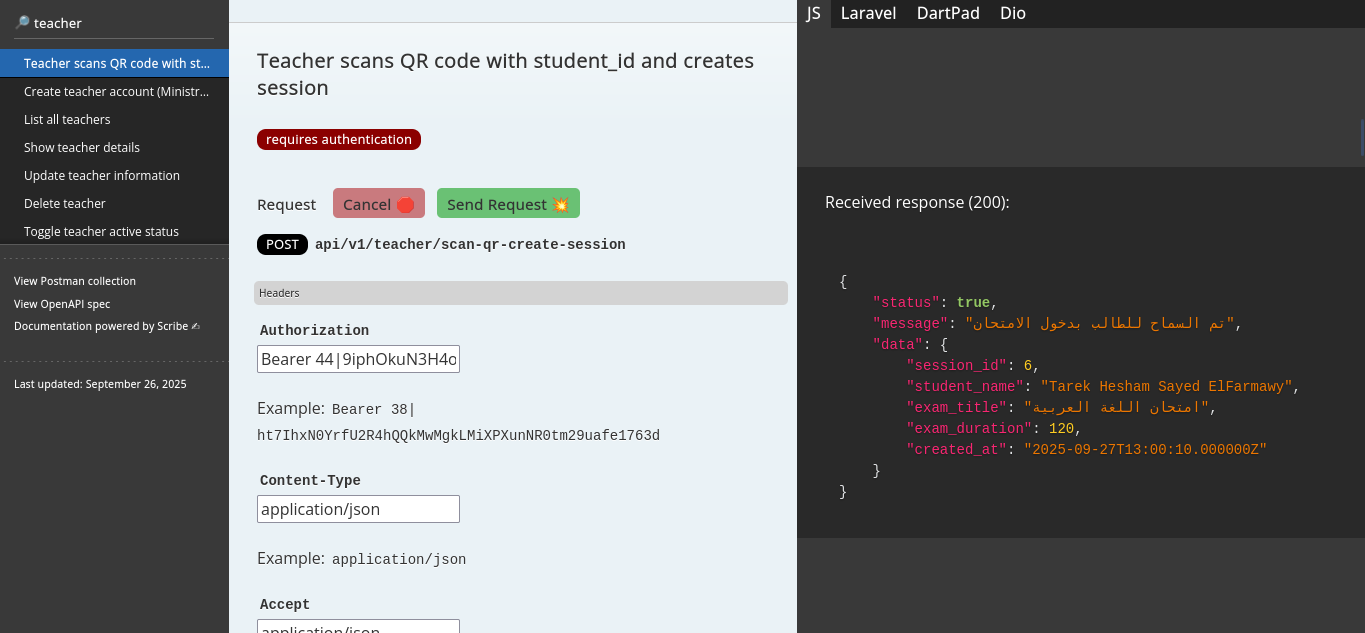 🔎 teacher
Teacher scans QR code with st...
Create teacher account (Ministr...
List all teachers
Show teacher details
Update teacher information
Delete teacher
Toggle teacher active status
View Postman collection
View OpenAPI spec
Documentation powered by Scribe ✍
Last updated: September 26, 2025
Teacher scans QR code with student_id and creates
session
requires authentication
Request
Cancel 🛑
Send Request 💥
POST api/v1/teacher/scan-qr-create-session
Headers
Authorization
Bearer 44|9iphOkuN3H4o
Example: Bearer 38|
ht7IhxN0YrfU2R4hQQkMwMgkLMiXPXunNR0tm29uafe1763d
Content-Type
application/json
Example: application/json
Accept
application/json
JS Laravel DartPad Dio
Received response (200):
{
"status": true,
"message": "تم السماح للطالب بدخول الامتحان",
"data": {
"session_id": 6,
"student_name": "Tarek Hesham Sayed ElFarmawy",
"exam_title": "امتحان اللغة العربية",
"exam_duration": 120,
"created_at": "2025-09-27T13:00:10.000000Z"
}
}